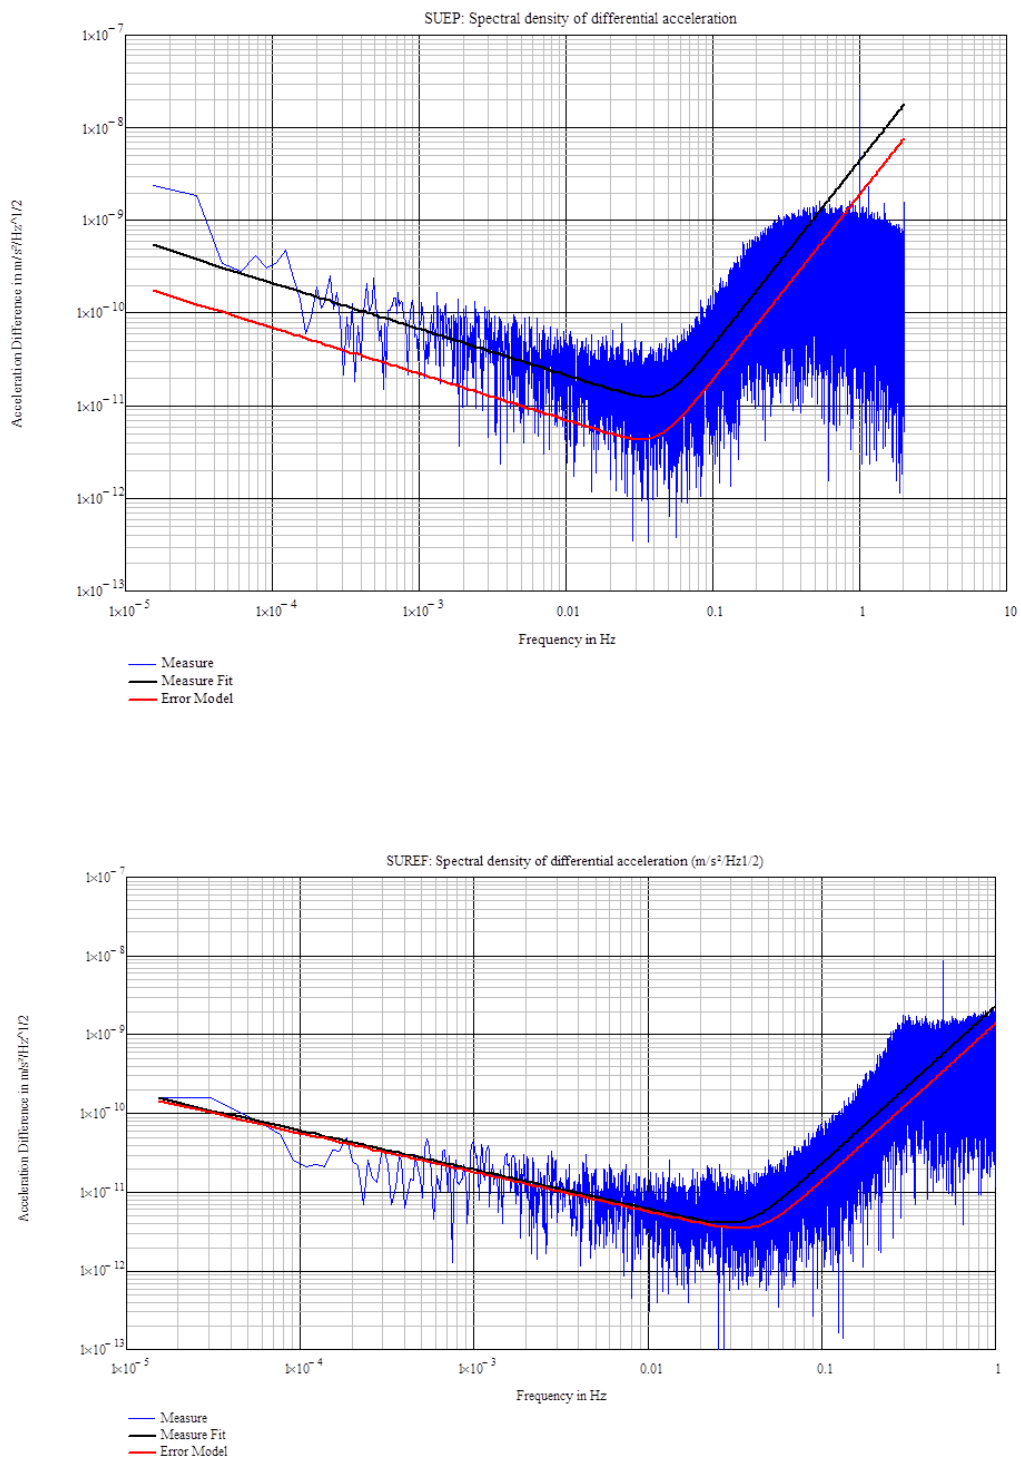 SUEP: Spectral density of differential acceleration
1×10⁻⁷
1×10⁻⁸
1×10⁻⁹
1×10⁻¹⁰
1×10⁻¹¹
1×10⁻¹²
1×10⁻¹³
Acceleration Difference in m/s²/Hz^1/2
1×10⁻⁵ 1×10⁻⁴ 1×10⁻³ 0.01 0.1 1 10
Frequency in Hz
Measure
Measure Fit
Error Model
SUREF: Spectral density of differential acceleration (m/s²/Hz1/2)
1×10⁻⁷
1×10⁻⁸
1×10⁻⁹
1×10⁻¹⁰
1×10⁻¹¹
1×10⁻¹²
1×10⁻¹³
Acceleration Difference in m/s²/Hz^1/2
1×10⁻⁵ 1×10⁻⁴ 1×10⁻³ 0.01 0.1 1
Frequency in Hz
Measure
Measure Fit
Error Model